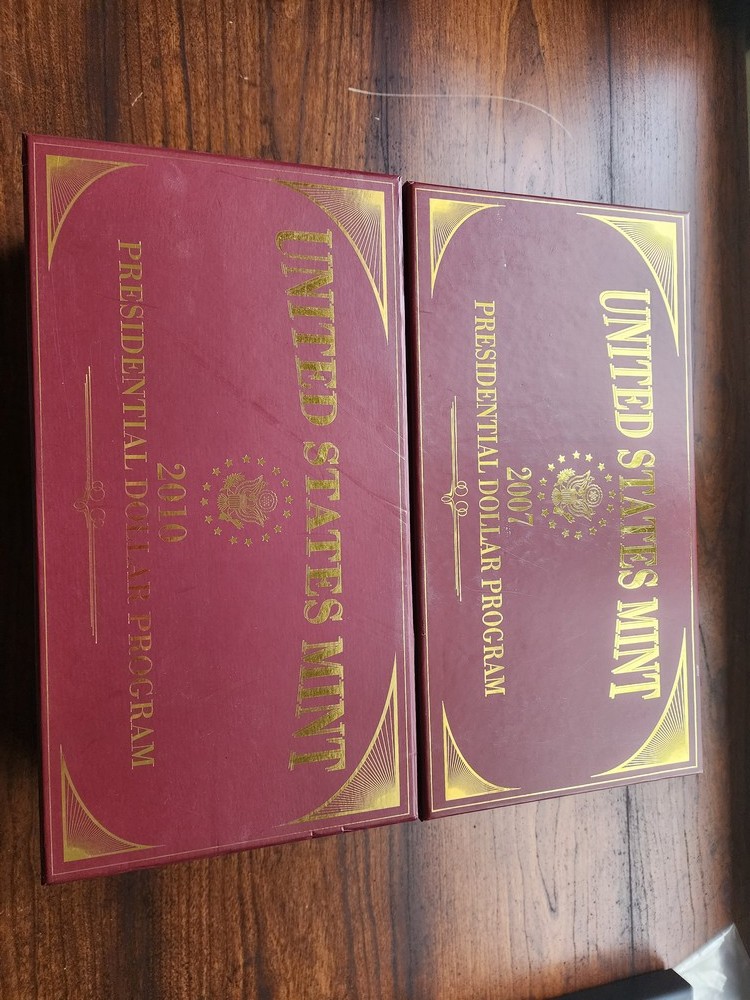 UNITED STATES MINT
2010
PRESIDENTIAL DOLLAR PROGRAM
UNITED STATES MINT
2007
PRESIDENTIAL DOLLAR PROGRAM